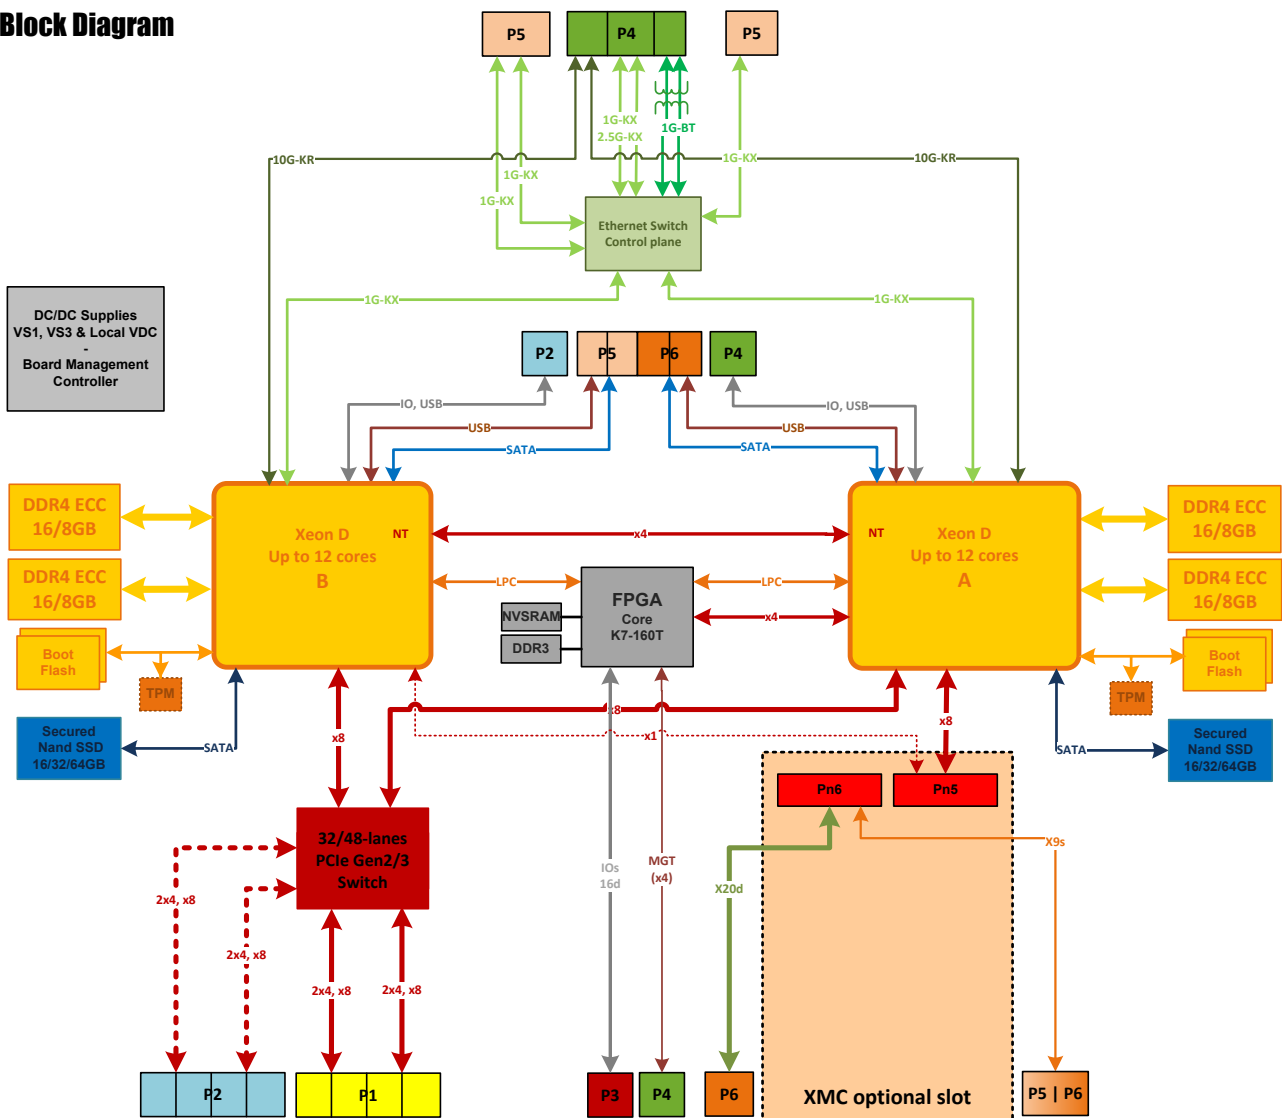 Block Diagram
P5
P4
P5
1G-KX
2.5G-KX
1G-BT
10G-KR
1G-KX
10G-KR
1G-KX
1G-KX
Ethernet Switch
Control plane
1G-KX
1G-KX
DC/DC Supplies
VS1, VS3 & Local VDC
-
Board Management
Controller
P2
P5
P6
P4
IO, USB
IO, USB
USB
USB
SATA
SATA
DDR4 ECC
16/8GB
DDR4 ECC
16/8GB
Xeon D
Up to 12 cores
B
NT
x4
NT
Xeon D
Up to 12 cores
A
DDR4 ECC
16/8GB
DDR4 ECC
16/8GB
LPC
LPC
FPGA
Core
K7-160T
NVSRAM
DDR3
x4
Boot
Flash
TPM
Boot
Flash
TPM
Secured
Nand SSD
16/32/64GB
SATA
x8
x8
x1
x8
SATA
Secured
Nand SSD
16/32/64GB
Pn6
Pn5
32/48-lanes
PCIe Gen2/3
Switch
X9s
IOs
16d
MGT
(x4)
X20d
2x4, x8
2x4, x8
2x4, x8
2x4, x8
P2
P1
P3
P4
P6
XMC optional slot
P5 | P6